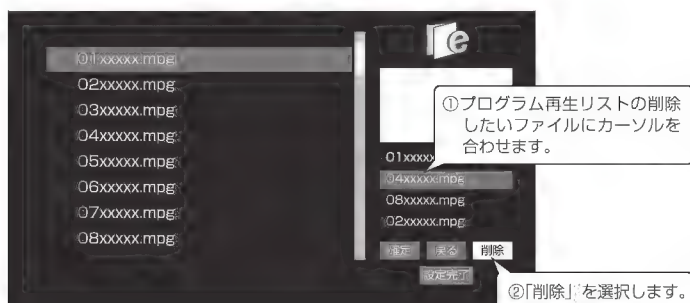 01xxxxx.mpg
02xxxxx.mpg
03xxxxx.mpg
04xxxxx.mpg
05xxxxx.mpg
06xxxxx.mpg
07xxxxx.mpg
08xxxxx.mpg
e
①プログラム再生リストの削除
したいファイルにカーソルを
合わせます。
01xxxx
04xxxxx.mpg
08xxxxx.mpg
02xxxxx.mpg
確定 戻る 削除
設定完了
②「削除」を選択します。